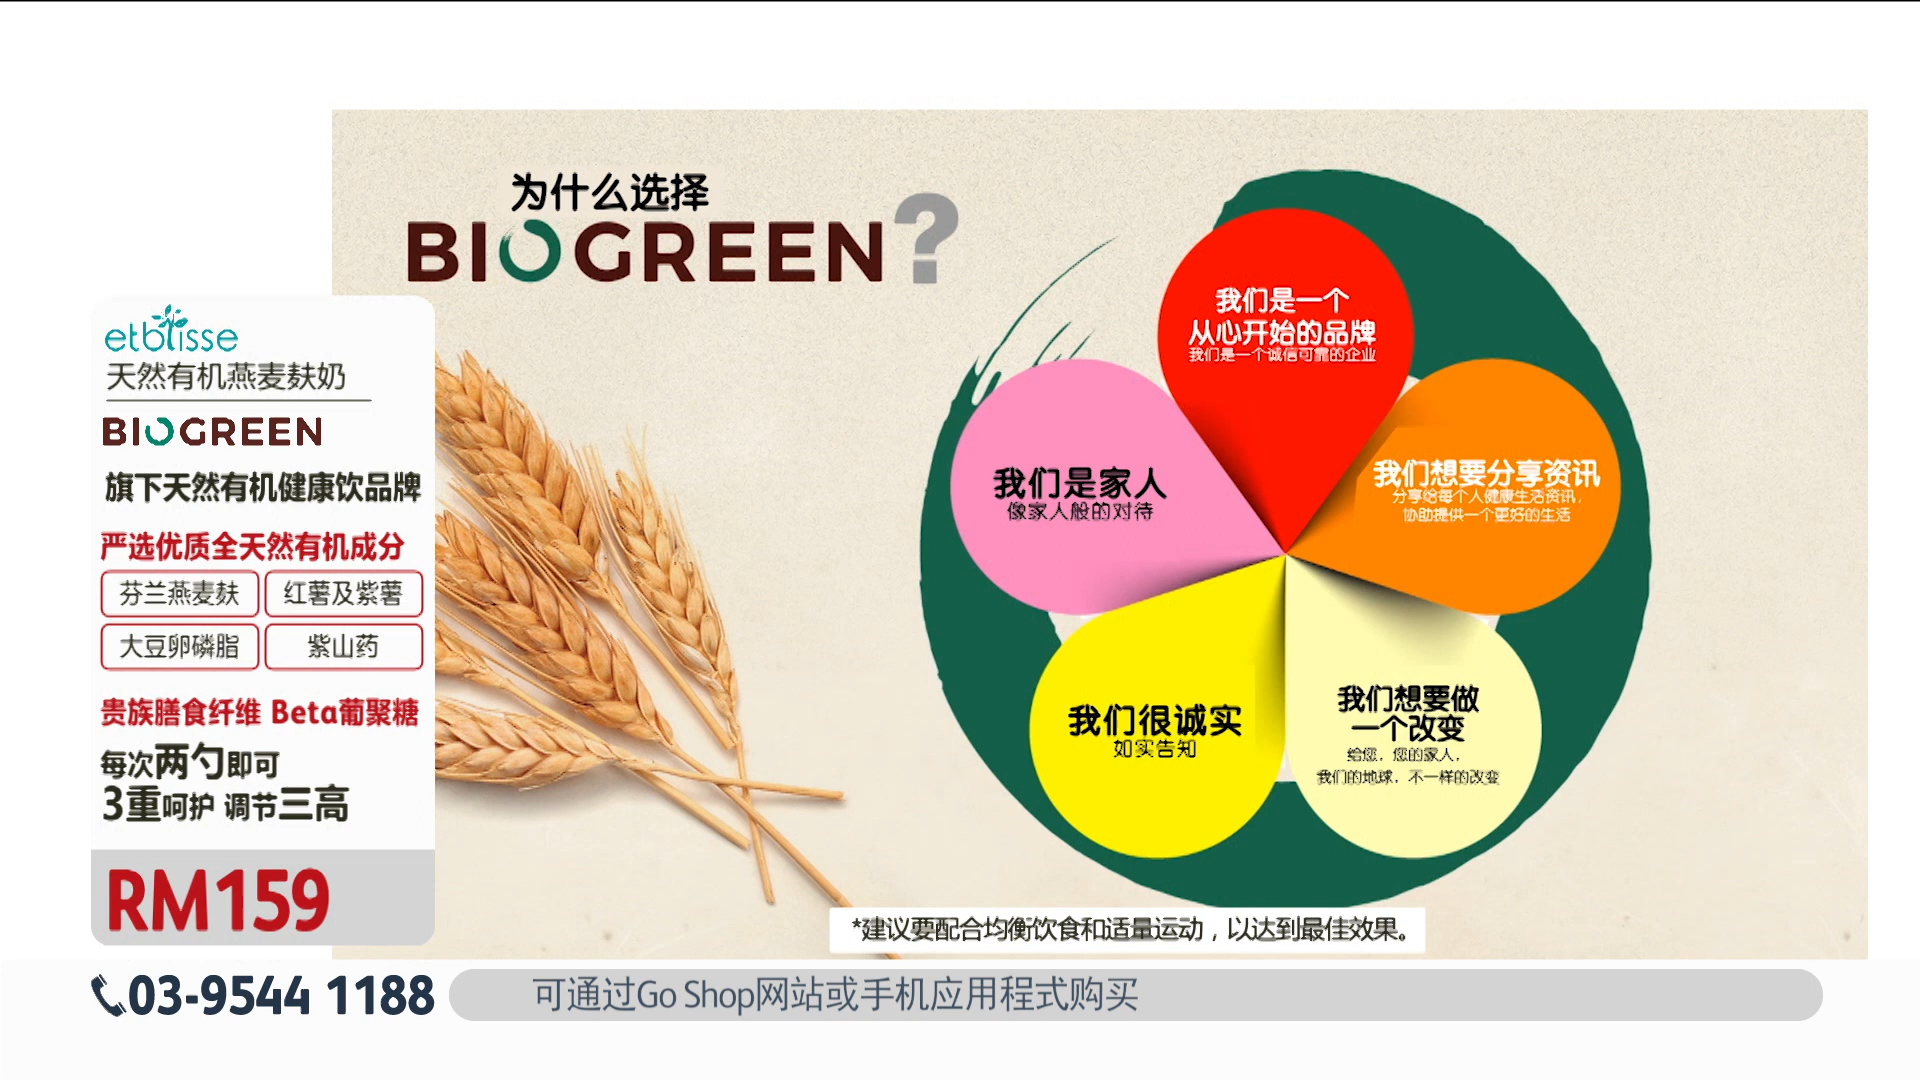 为什么选择
BIOGREEN?
我们是一个
从心开始的品牌
我们是一个诚信可靠的企业
我们想要分享资讯
分享给每个人健康生活资讯，
协助提供一个更好的生活
我们是家人
像家人般的对待
我们很诚实
如实告知
我们想要做
一个改变
给您，您的家人，
我们的地球，不一样的改变
etblisse
天然有机燕麦麸奶
BIOGREEN
旗下天然有机健康饮品牌
严选优质全天然有机成分
芬兰燕麦麸
红薯及紫薯
大豆卵磷脂
紫山药
贵族膳食纤维 Beta葡聚糖
每次两勺即可
3重呵护 调节三高
RM159
*建议要配合均衡饮食和适量运动，以达到最佳效果。
03-9544 1188
可通过Go Shop网站或手机应用程式购买